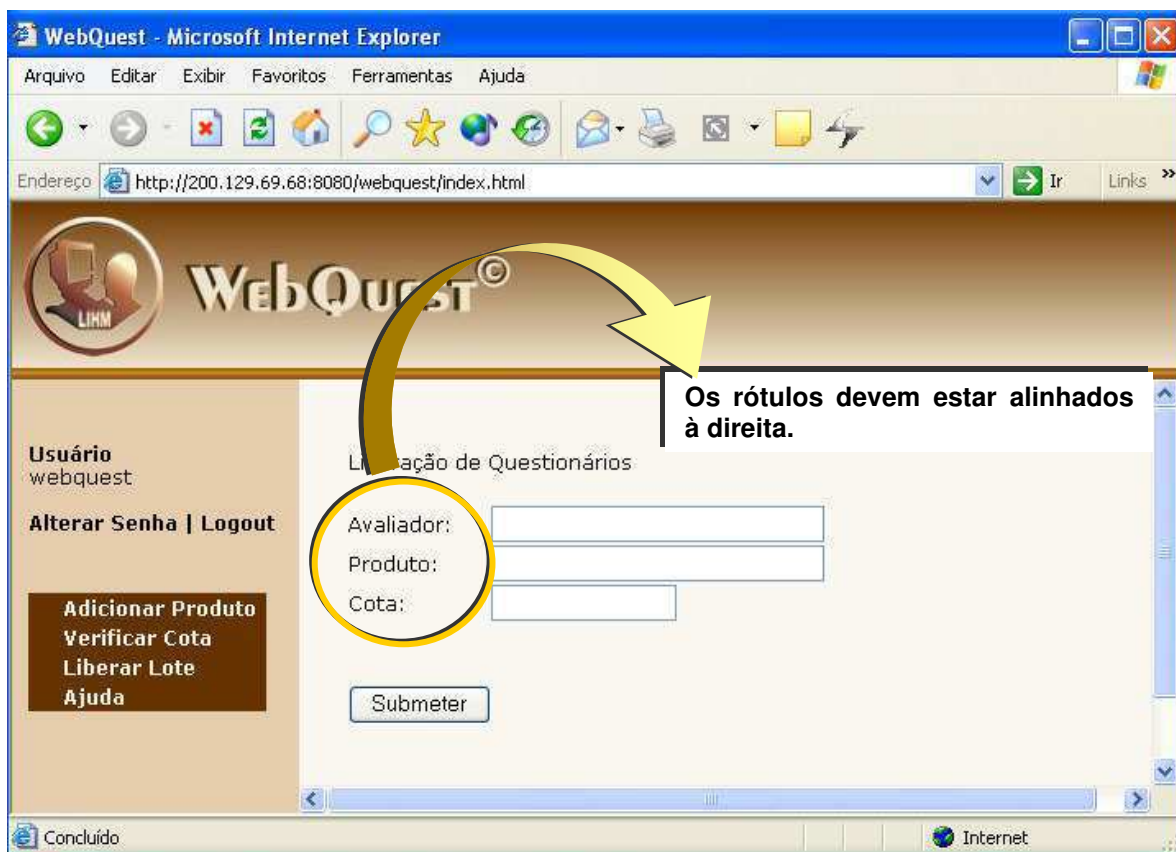 WebQuest - Microsoft Internet Explorer
Arquivo Editar Exibir Favoritos Ferramentas Ajuda
Endereço http://200.129.69.68:8080/webquest/index.html Ir Links »
LIHM
WebQuest©
Os rótulos devem estar alinhados
à direita.
Usuário
webquest
Alterar Senha | Logout
Adicionar Produto
Verificar Cota
Liberar Lote
Ajuda
de Questionários
Avaliador:
Produto:
Cota:
Submeter
Concluído
Internet